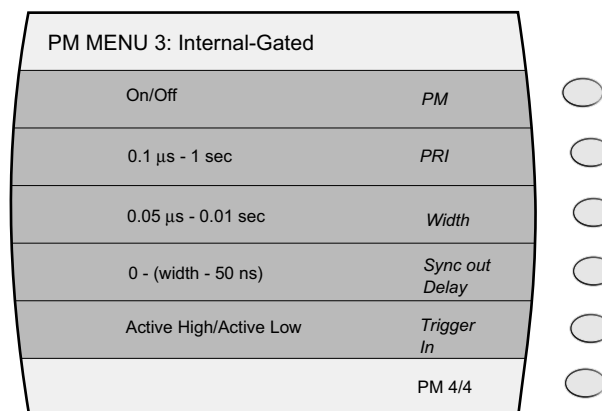 PM MENU 3: Internal-Gated
On/Off PM
0.1 µs - 1 sec PRI
0.05 µs - 0.01 sec Width
0 - (width - 50 ns) Sync out
Delay
Active High/Active Low Trigger
In
PM 4/4